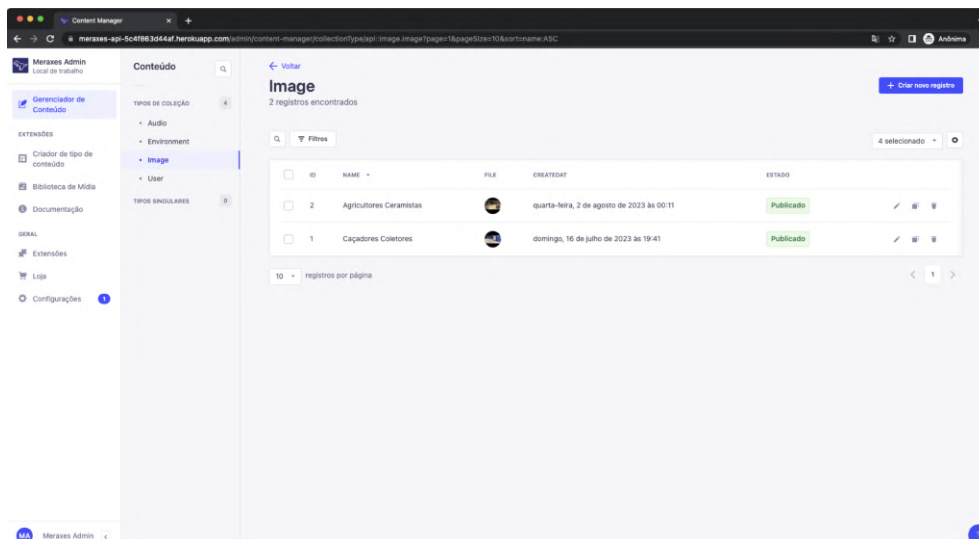 Content Manager
meraxes-api-5c4f863d44af.herokuapp.com/admin/content-manager/collectionType/api::image.image?page=1&pageSize=10&sort=name:ASC
Anônima
Meraxes Admin
Local de trabalho
Gerenciador de
Conteúdo
EXTENSÕES
Criador de tipo de
conteúdo
Biblioteca de Mídia
Documentação
GERAL
Extensões
Loja
Configurações
1
MA
Meraxes Admin
Conteúdo
TIPOS DE COLEÇÃO 4
Audio
Environment
Image
User
TIPOS SINGULARES 0
Voltar
Image
2 registros encontrados
+ Criar novo registro
Filtros
4 selecionado
ID NAME FILE CREATEDAT ESTADO
2 Agricultores Ceramistas quarta-feira, 2 de agosto de 2023 às 00:11 Publicado
1 Caçadores Coletores domingo, 16 de julho de 2023 às 19:41 Publicado
10 registros por página
1